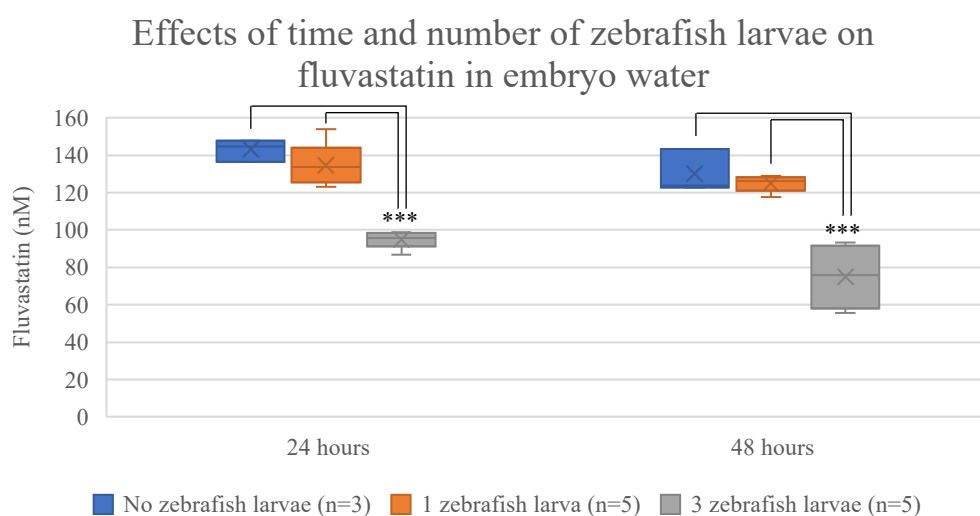 Effects of time and number of zebrafish larvae on
fluvastatin in embryo water
Fluvastatin (nM)
160
140
120
100
80
60
40
20
0
***
***
24 hours
48 hours
No zebrafish larvae (n=3)
1 zebrafish larva (n=5)
3 zebrafish larvae (n=5)